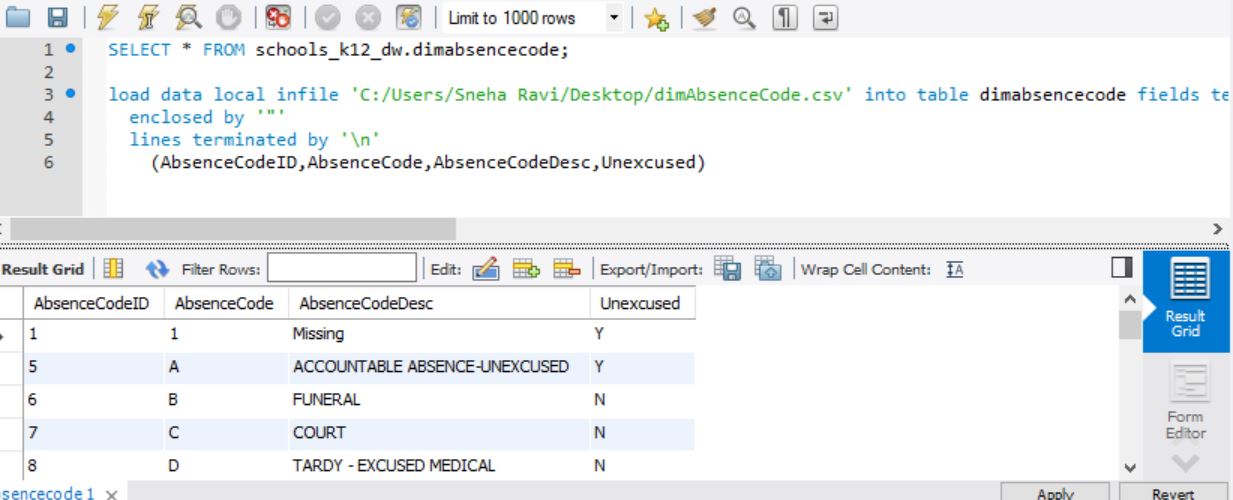 Limit to 1000 rows
1 SELECT * FROM schools_k12_dw.dimabsencecode;
2
3 load data local infile 'C:/Users/Sneha Ravi/Desktop/dimAbsenceCode.csv' into table dimabsencecode fields te
4 enclosed by '"'
5 lines terminated by '\n'
6 (AbsenceCodeID,AbsenceCode,AbsenceCodeDesc,Unexcused)
Result Grid Filter Rows: Edit: Export/Import: Wrap Cell Content: IA
AbsenceCodeID AbsenceCode AbsenceCodeDesc Unexcused
1 1 Missing Y
5 A ACCOUNTABLE ABSENCE-UNEXCUSED Y
6 B FUNERAL N
7 C COURT N
8 D TARDY - EXCUSED MEDICAL N
Result
Grid
Form
Editor
sencecode 1
Apply Revert